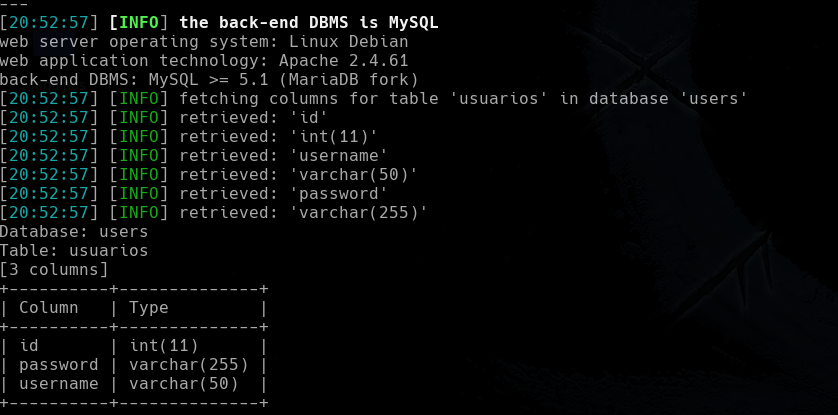 ---
[20:52:57] [INFO] the back-end DBMS is MySQL
web server operating system: Linux Debian
web application technology: Apache 2.4.61
back-end DBMS: MySQL >= 5.1 (MariaDB fork)
[20:52:57] [INFO] fetching columns for table 'usuarios' in database 'users'
[20:52:57] [INFO] retrieved: 'id'
[20:52:57] [INFO] retrieved: 'int(11)'
[20:52:57] [INFO] retrieved: 'username'
[20:52:57] [INFO] retrieved: 'varchar(50)'
[20:52:57] [INFO] retrieved: 'password'
[20:52:57] [INFO] retrieved: 'varchar(255)'
Database: users
Table: usuarios
[3 columns]
+----------+--------------+
| Column   | Type         |
+----------+--------------+
| id       | int(11)      |
| password | varchar(255) |
| username | varchar(50)  |
+----------+--------------+